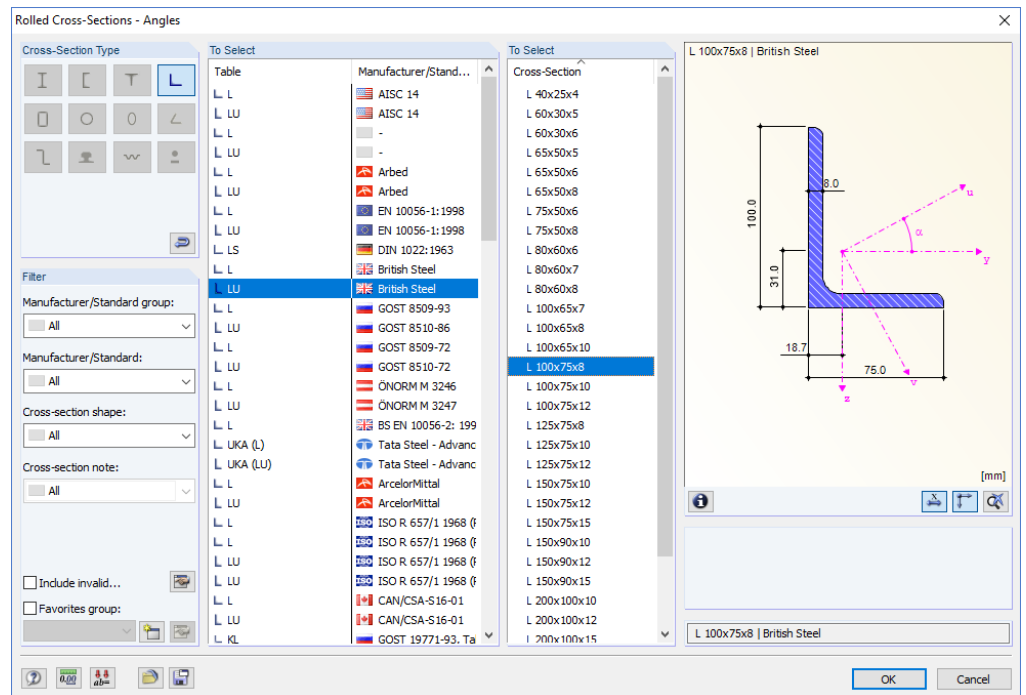 Rolled Cross-Sections - Angles
Cross-Section Type
Filter
Manufacturer/Standard group:
All
Manufacturer/Standard:
All
Cross-section shape:
All
Cross-section note:
All
Include invalid...
Favorites group:
To Select
Table Manufacturer/Stand...
L AISC 14
LU AISC 14
L -
LU -
L Arbed
LU Arbed
L EN 10056-1:1998
LU EN 10056-1:1998
LS DIN 1022:1963
L British Steel
LU British Steel
L GOST 8509-93
LU GOST 8510-86
L GOST 8509-72
LU GOST 8510-72
L ÖNORM M 3246
LU ÖNORM M 3247
L BS EN 10056-2: 199
UKA (L) Tata Steel - Advanc
UKA (LU) Tata Steel - Advanc
L ArcelorMittal
LU ArcelorMittal
L ISO R 657/1 1968 (
L ISO R 657/1 1968 (
LU ISO R 657/1 1968 (
LU ISO R 657/1 1968 (
L CAN/CSA-S16-01
LU CAN/CSA-S16-01
KL GOST 19771-93. Ta
To Select
Cross-Section
L 40x25x4
L 60x30x5
L 60x30x6
L 65x50x5
L 65x50x6
L 65x50x8
L 75x50x6
L 75x50x8
L 80x60x6
L 80x60x7
L 80x60x8
L 100x65x7
L 100x65x8
L 100x65x10
L 100x75x8
L 100x75x10
L 100x75x12
L 125x75x8
L 125x75x10
L 125x75x12
L 150x75x10
L 150x75x12
L 150x75x15
L 150x90x10
L 150x90x12
L 150x90x15
L 200x100x10
L 200x100x12
L 200x100x15
L 100x75x8 | British Steel
8.0
u
100.0
α
y
31.0
18.7
75.0
v
z
[mm]
L 100x75x8 | British Steel
0,00
ab=
OK
Cancel